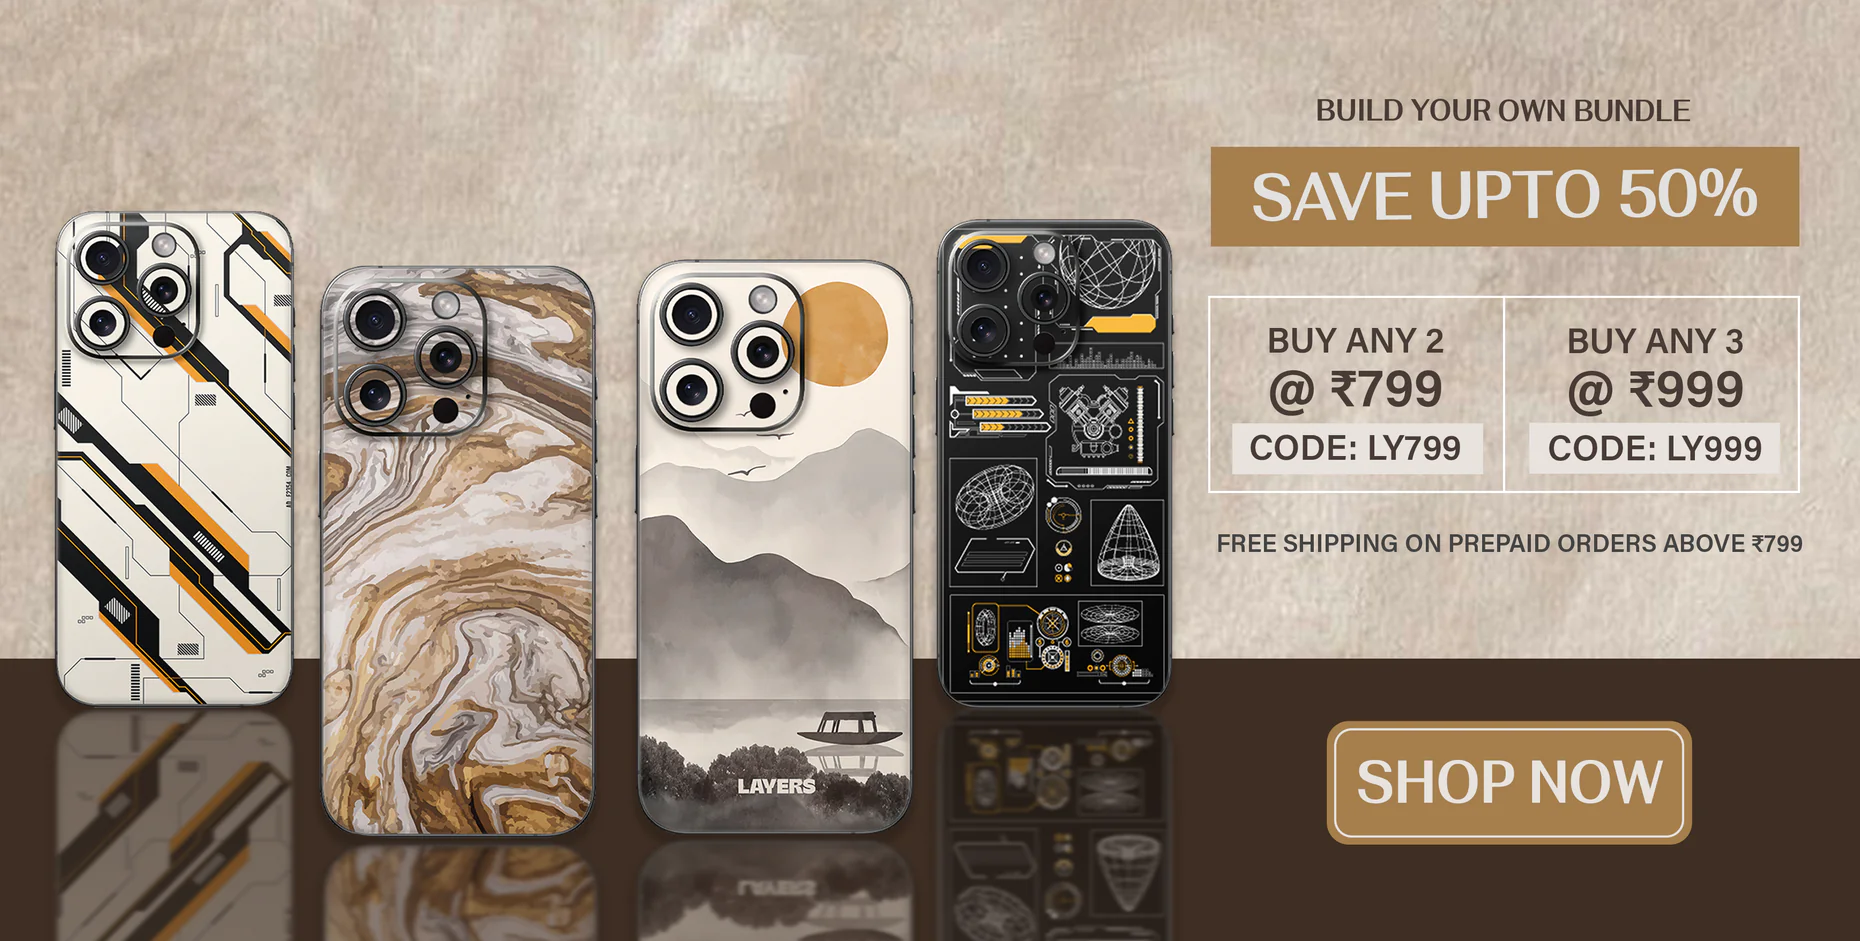 BUILD YOUR OWN BUNDLE
SAVE UPTO 50%
BUY ANY 2
@ ₹799
CODE: LY799
BUY ANY 3
@ ₹999
CODE: LY999
FREE SHIPPING ON PREPAID ORDERS ABOVE ₹799
LAYERS
SHOP NOW